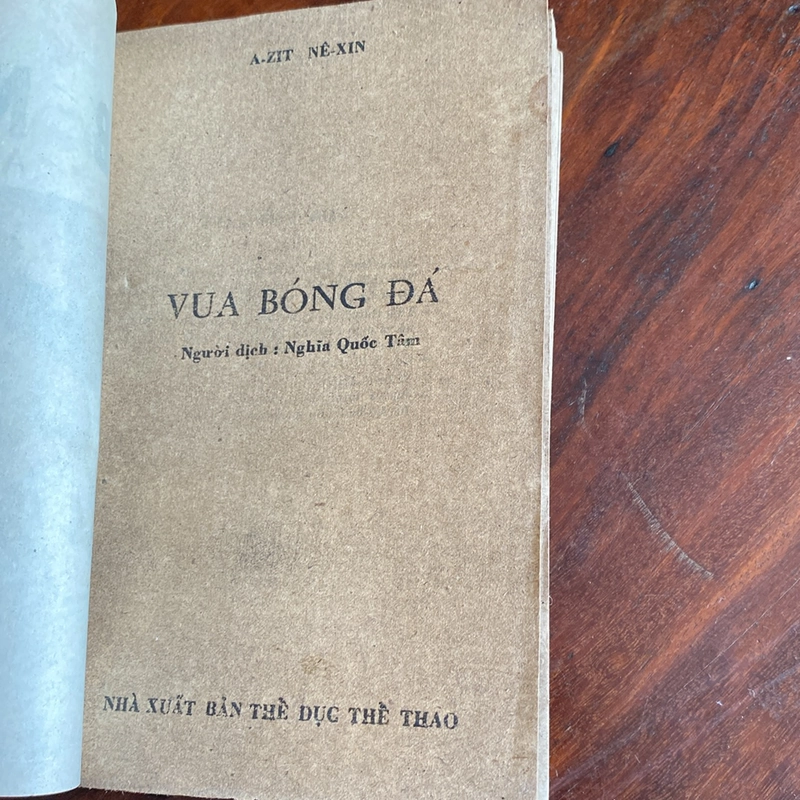 A-ZIT NÊ-XIN
VUA BÓNG ĐÁ
Người dịch : Nghĩa Quốc Tâm
NHÀ XUẤT BẢN THỂ DỤC THỂ THAO